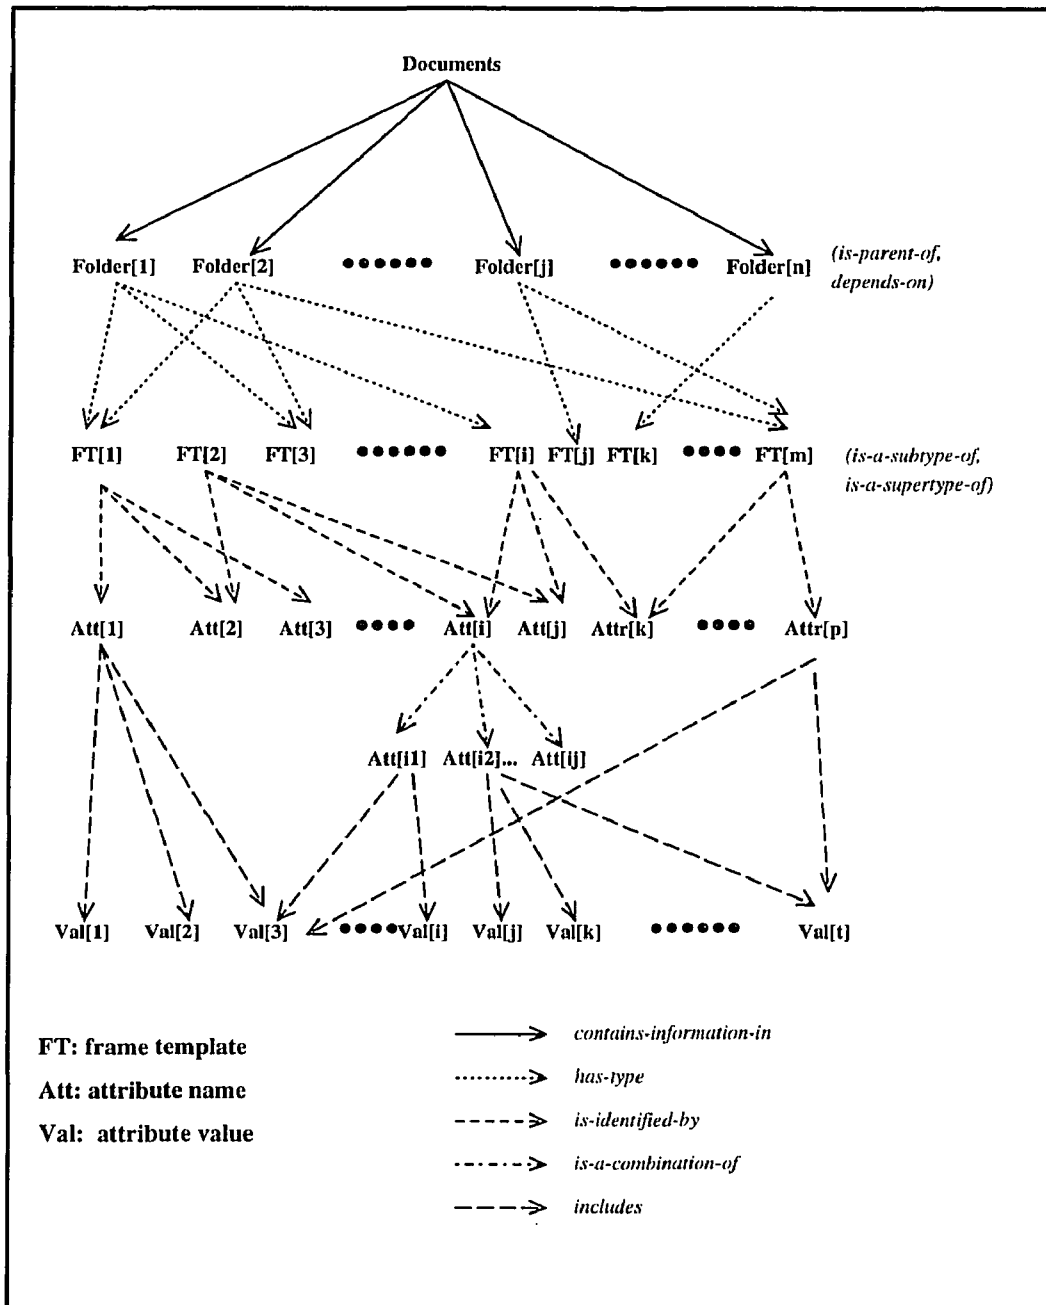 Documents
Folder[1] Folder[2] Folder[j] Folder[n] (is-parent-of,
depends-on)
FT[1] FT[2] FT[3] FT[i] FT[j] FT[k] FT[m] (is-a-subtype-of,
is-a-supertype-of)
Att[1] Att[2] Att[3] Att[i] Att[j] Attr[k] Attr[p]
Att[i1] Att[i2]... Att[ij]
Val[1] Val[2] Val[3] Val[i] Val[j] Val[k] Val[t]
FT: frame template
Att: attribute name
Val: attribute value
contains-information-in
has-type
is-identified-by
is-a-combination-of
includes